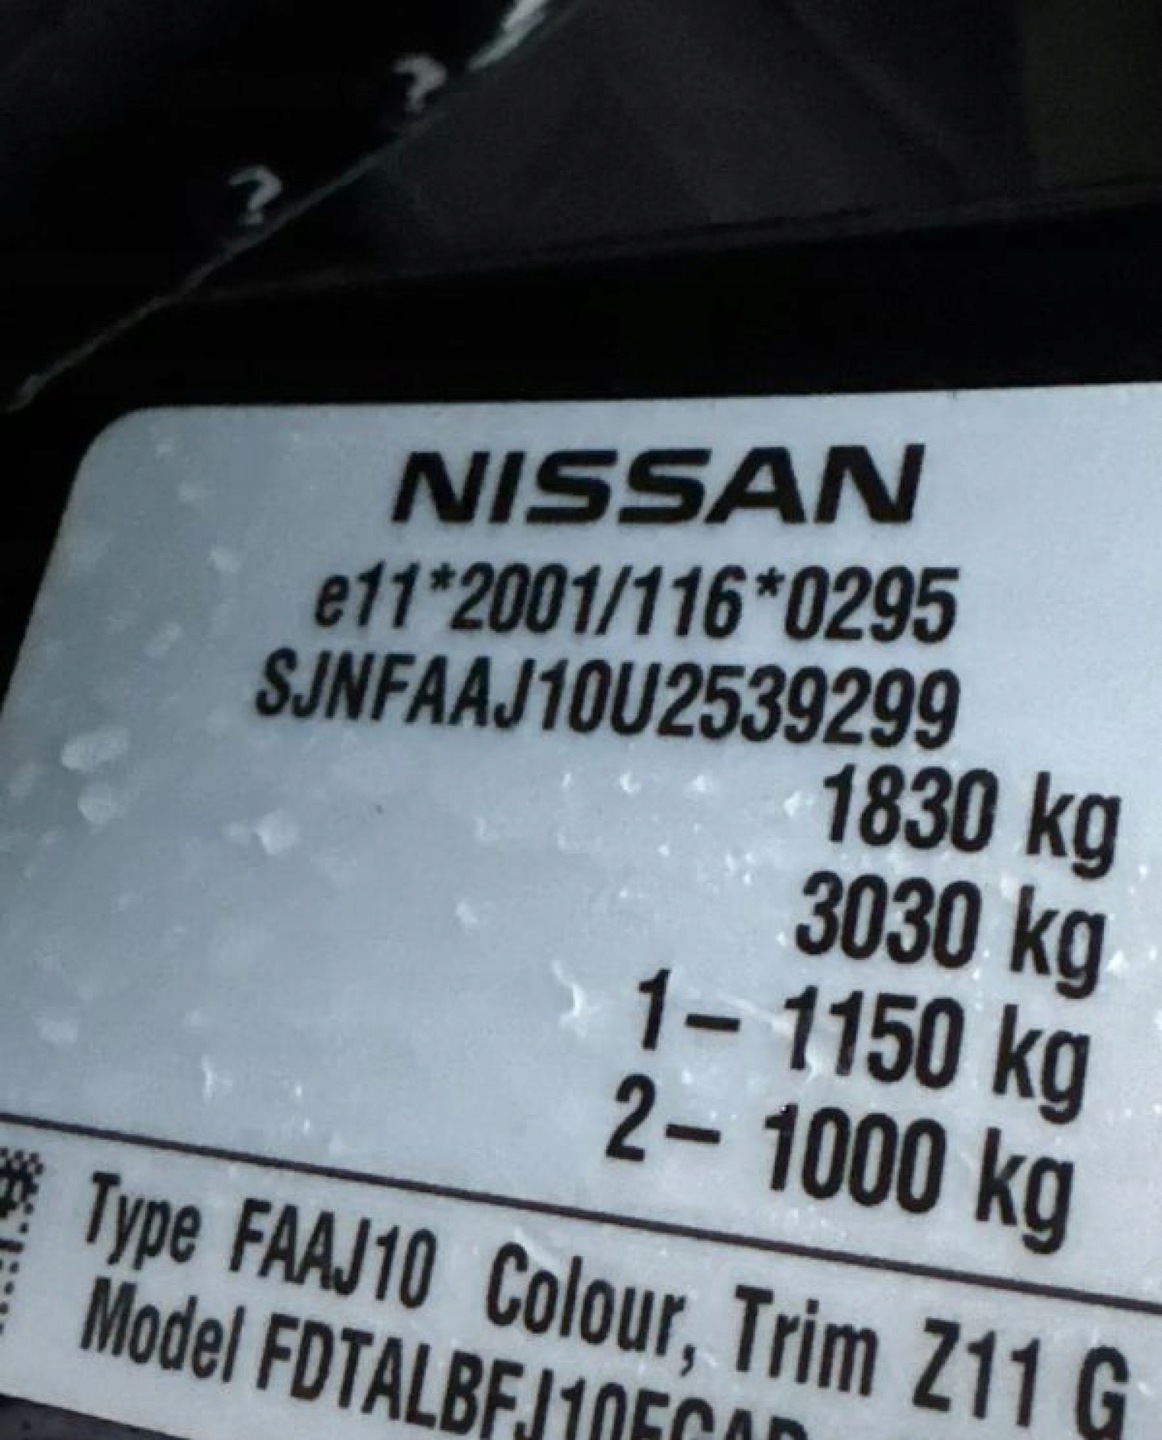 ?
?
NISSAN
e11*2001/116*0295
SJNFAAJ10U2539299
1830 kg
3030 kg
1– 1150 kg
2– 1000 kg
Type FAAJ10 Colour, Trim Z11 G
Model